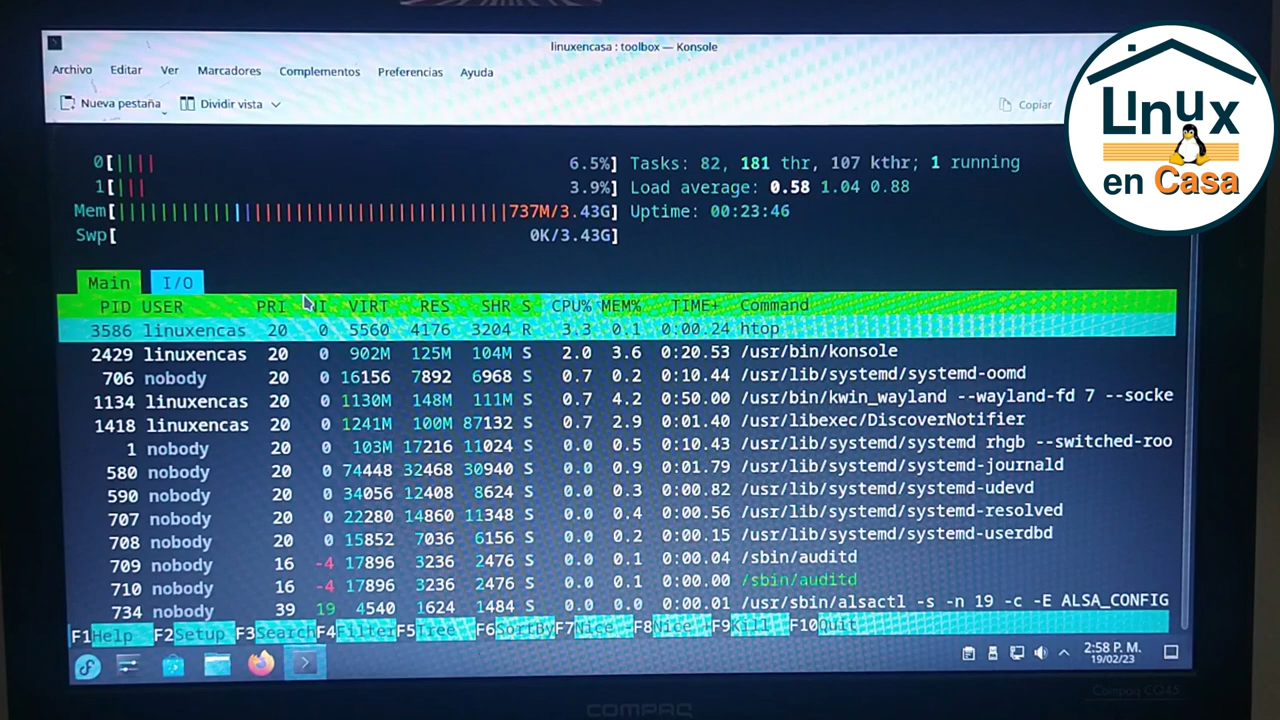 linuxencasa : toolbox — Konsole
Archivo Editar Ver Marcadores Complementos Preferencias Ayuda
Nueva pestaña Dividir vista Copiar
LInux
en Casa
0[|||| 6.5%] Tasks: 82, 181 thr, 107 kthr; 1 running
1[||| 3.9%] Load average: 0.58 1.04 0.88
Mem[ 737M/3.43G] Uptime: 00:23:46
Swp[ 0K/3.43G]
Main I/O
PID USER PRI NI VIRT RES SHR S CPU% MEM% TIME+ Command
3586 linuxencas 20 0 5560 4176 3204 R 3.3 0.1 0:00.24 htop
2429 linuxencas 20 0 902M 125M 104M S 2.0 3.6 0:20.53 /usr/bin/konsole
706 nobody 20 0 16156 7892 6968 S 0.7 0.2 0:10.44 /usr/lib/systemd/systemd-oomd
1134 linuxencas 20 0 1130M 148M 111M S 0.7 4.2 0:50.00 /usr/bin/kwin_wayland --wayland-fd 7 --socke
1418 linuxencas 20 0 1241M 100M 87132 S 0.7 2.9 0:01.40 /usr/libexec/DiscoverNotifier
1 nobody 20 0 103M 17216 11024 S 0.0 0.5 0:10.43 /usr/lib/systemd/systemd rhgb --switched-roo
580 nobody 20 0 74448 32468 30940 S 0.0 0.9 0:01.79 /usr/lib/systemd/systemd-journald
590 nobody 20 0 34056 12408 8624 S 0.0 0.3 0:00.82 /usr/lib/systemd/systemd-udevd
707 nobody 20 0 22280 14860 11348 S 0.0 0.4 0:00.56 /usr/lib/systemd/systemd-resolved
708 nobody 20 0 15852 7036 6156 S 0.0 0.2 0:00.15 /usr/lib/systemd/systemd-userdbd
709 nobody 16 -4 17896 3236 2476 S 0.0 0.1 0:00.04 /sbin/auditd
710 nobody 16 -4 17896 3236 2476 S 0.0 0.1 0:00.00 /sbin/auditd
734 nobody 39 19 4540 1624 1484 S 0.0 0.0 0:00.01 /usr/sbin/alsactl -s -n 19 -c -E ALSA_CONFIG
F1Help F2Setup F3SearchF4FilterF5Tree F6SortByF7Nice -F8Nice +F9Kill F10Quit
2:58 P. M.
19/02/23
Compaq CQ45
COMPAQ